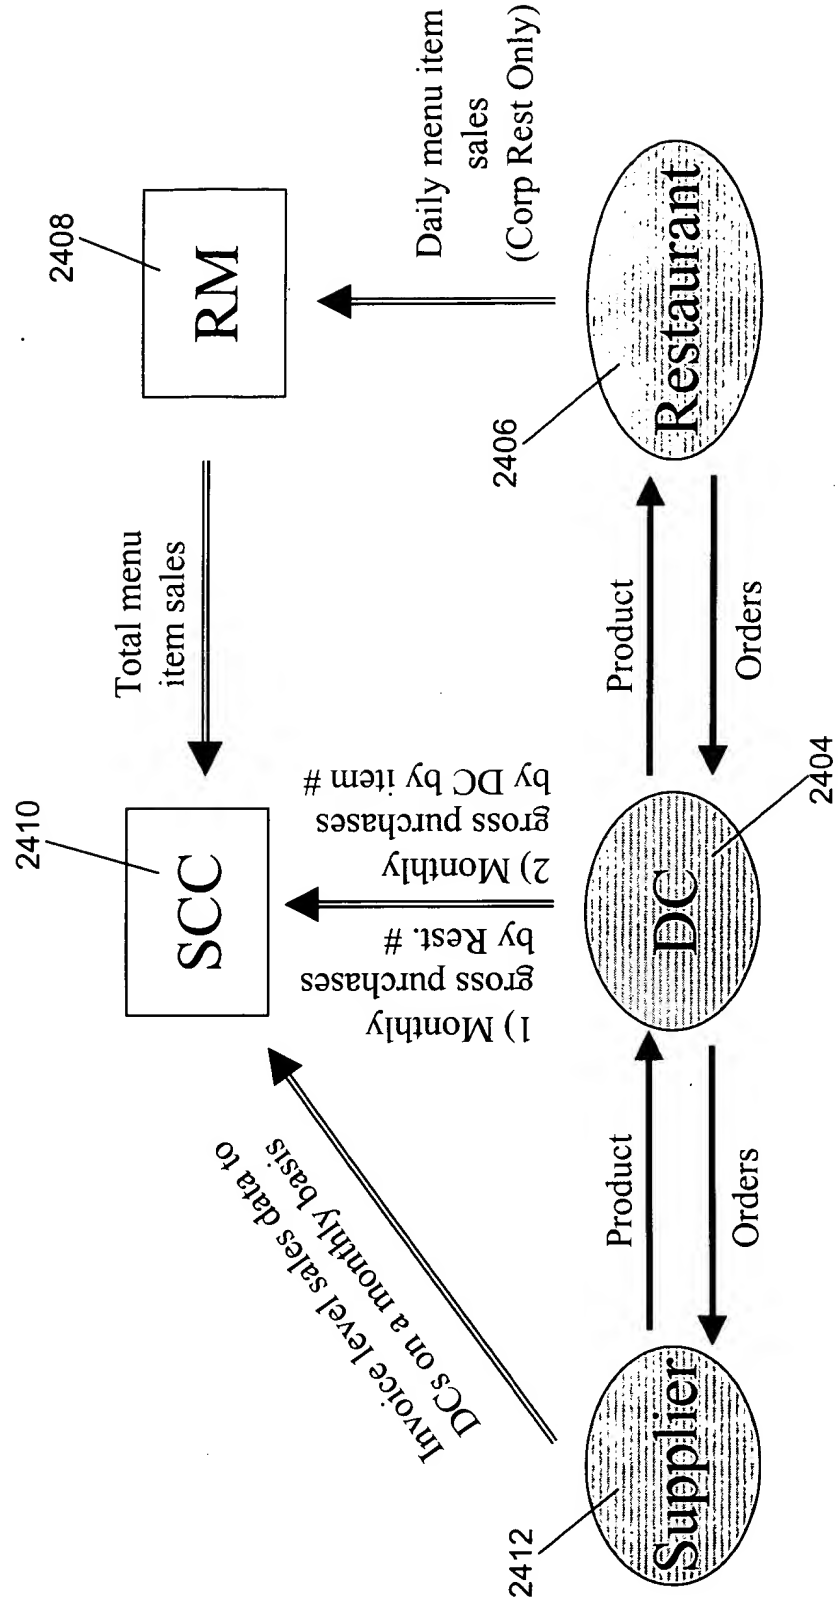 2410
SCC
Total menu
item sales
2408
RM
Invoice level sales data to
DCs on a monthly basis
1) Monthly
gross purchases
by Rest. #
2) Monthly
gross purchases
by DC by item #
Daily menu item
sales
(Corp Rest Only)
2412
Supplier
Product
Orders
DC
2404
Product
Orders
2406
Restaurant